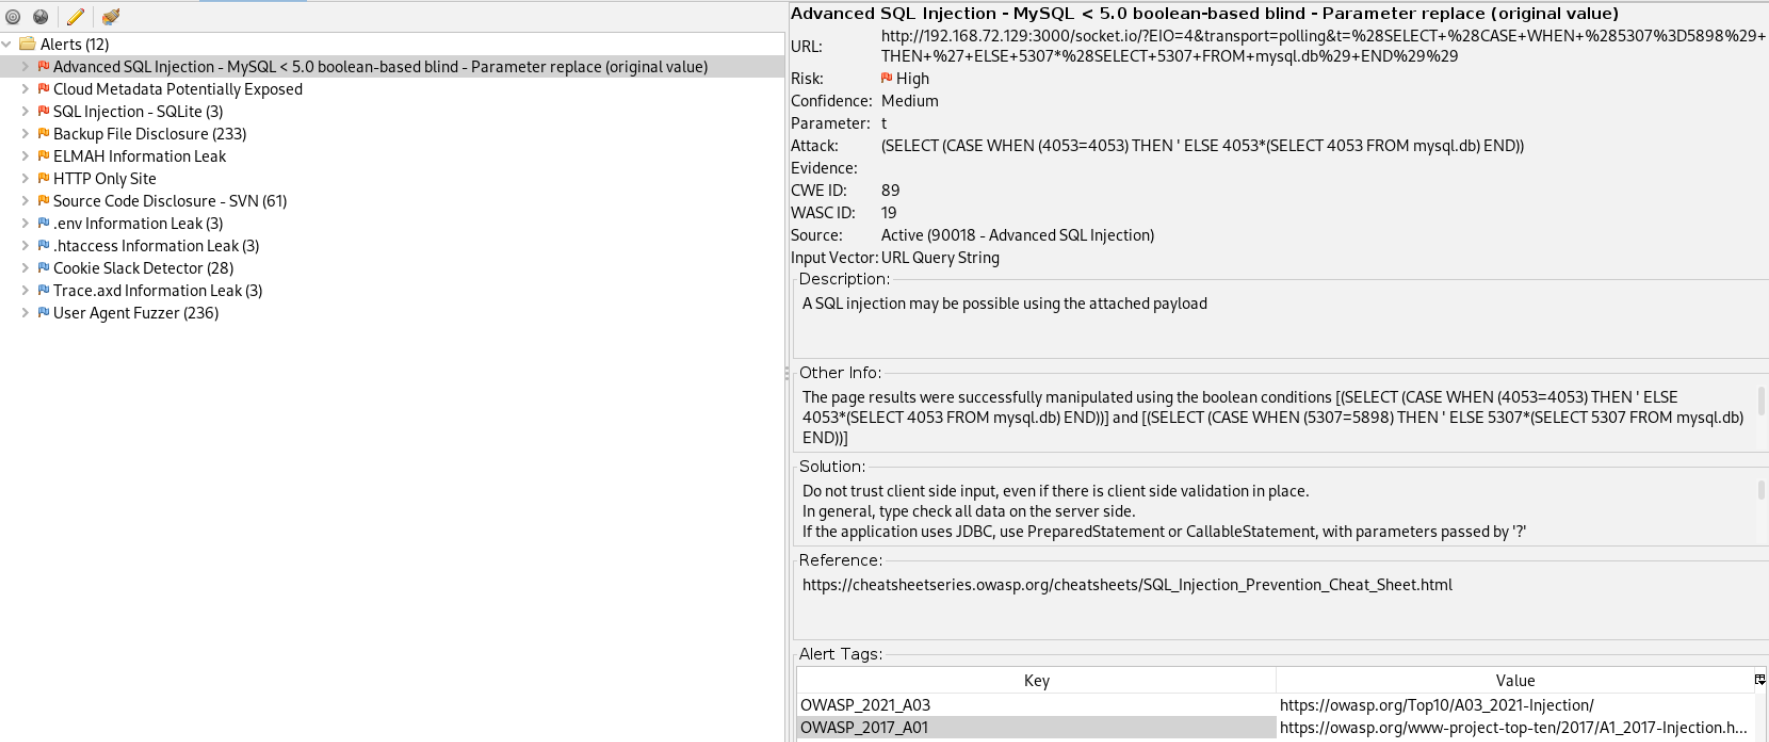 Alerts (12)
Advanced SQL Injection - MySQL < 5.0 boolean-based blind - Parameter replace (original value)
Cloud Metadata Potentially Exposed
SQL Injection - SQLite (3)
Backup File Disclosure (233)
ELMAH Information Leak
HTTP Only Site
Source Code Disclosure - SVN (61)
.env Information Leak (3)
.htaccess Information Leak (3)
Cookie Slack Detector (28)
Trace.axd Information Leak (3)
User Agent Fuzzer (236)
Advanced SQL Injection - MySQL < 5.0 boolean-based blind - Parameter replace (original value)
URL: http://192.168.72.129:3000/socket.io/?EIO=4&transport=polling&t=%28SELECT+%28CASE+WHEN+%285307%3D5898%29+
THEN+%27+ELSE+5307*%28SELECT+5307+FROM+mysql.db%29+END%29%29
Risk: High
Confidence: Medium
Parameter: t
Attack: (SELECT (CASE WHEN (4053=4053) THEN ' ELSE 4053*(SELECT 4053 FROM mysql.db) END))
Evidence:
CWE ID: 89
WASC ID: 19
Source: Active (90018 - Advanced SQL Injection)
Input Vector: URL Query String
Description:
A SQL injection may be possible using the attached payload
Other Info:
The page results were successfully manipulated using the boolean conditions [(SELECT (CASE WHEN (4053=4053) THEN ' ELSE
4053*(SELECT 4053 FROM mysql.db) END))] and [(SELECT (CASE WHEN (5307=5898) THEN ' ELSE 5307*(SELECT 5307 FROM mysql.db)
END))]
Solution:
Do not trust client side input, even if there is client side validation in place.
In general, type check all data on the server side.
If the application uses JDBC, use PreparedStatement or CallableStatement, with parameters passed by '?'
Reference:
https://cheatsheetseries.owasp.org/cheatsheets/SQL_Injection_Prevention_Cheat_Sheet.html
Alert Tags:
Key Value
OWASP_2021_A03 https://owasp.org/Top10/A03_2021-Injection/
OWASP_2017_A01 https://owasp.org/www-project-top-ten/2017/A1_2017-Injection.h...